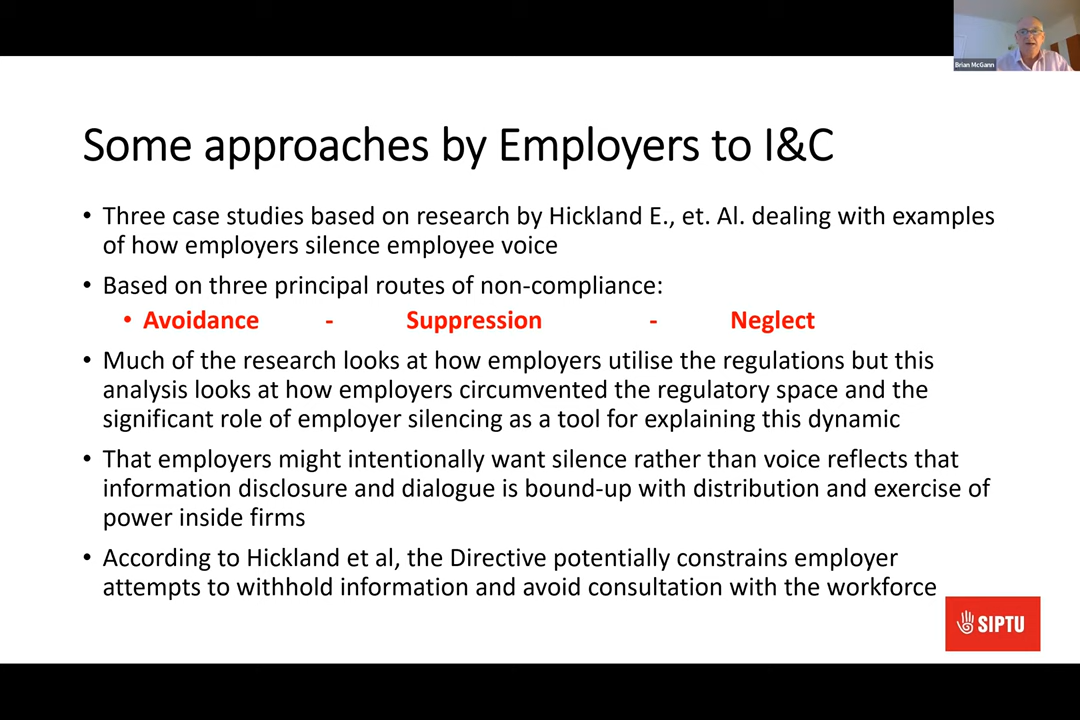 Brian McGann
Some approaches by Employers to I&C
• Three case studies based on research by Hickland E., et. Al. dealing with examples
of how employers silence employee voice
• Based on three principal routes of non-compliance:
• Avoidance - Suppression - Neglect
• Much of the research looks at how employers utilise the regulations but this
analysis looks at how employers circumvented the regulatory space and the
significant role of employer silencing as a tool for explaining this dynamic
• That employers might intentionally want silence rather than voice reflects that
information disclosure and dialogue is bound-up with distribution and exercise of
power inside firms
• According to Hickland et al, the Directive potentially constrains employer
attempts to withhold information and avoid consultation with the workforce
SIPTU